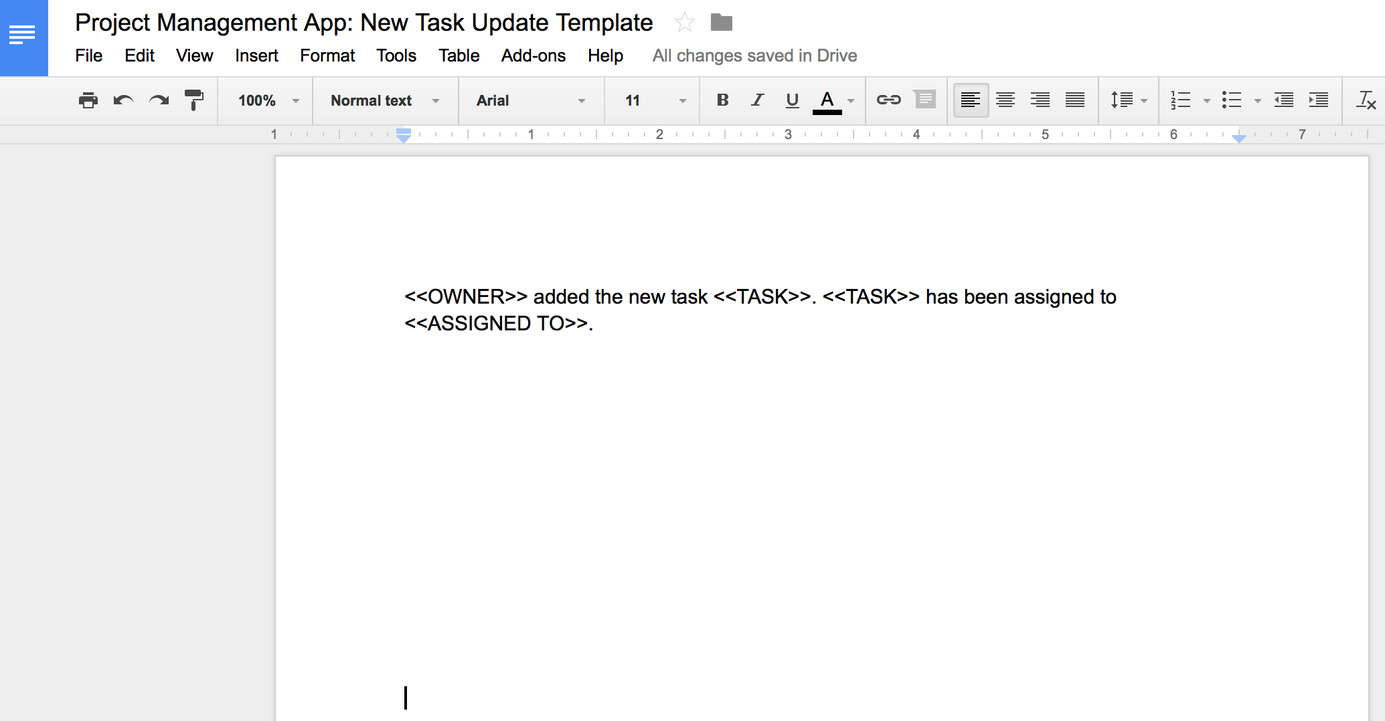 Project Management App: New Task Update Template
File Edit View Insert Format Tools Table Add-ons Help All changes saved in Drive
100% Normal text Arial 11 B I U A
1 1 2 3 4 5 6 7
<<OWNER>> added the new task <<TASK>>. <<TASK>> has been assigned to
<<ASSIGNED TO>>.